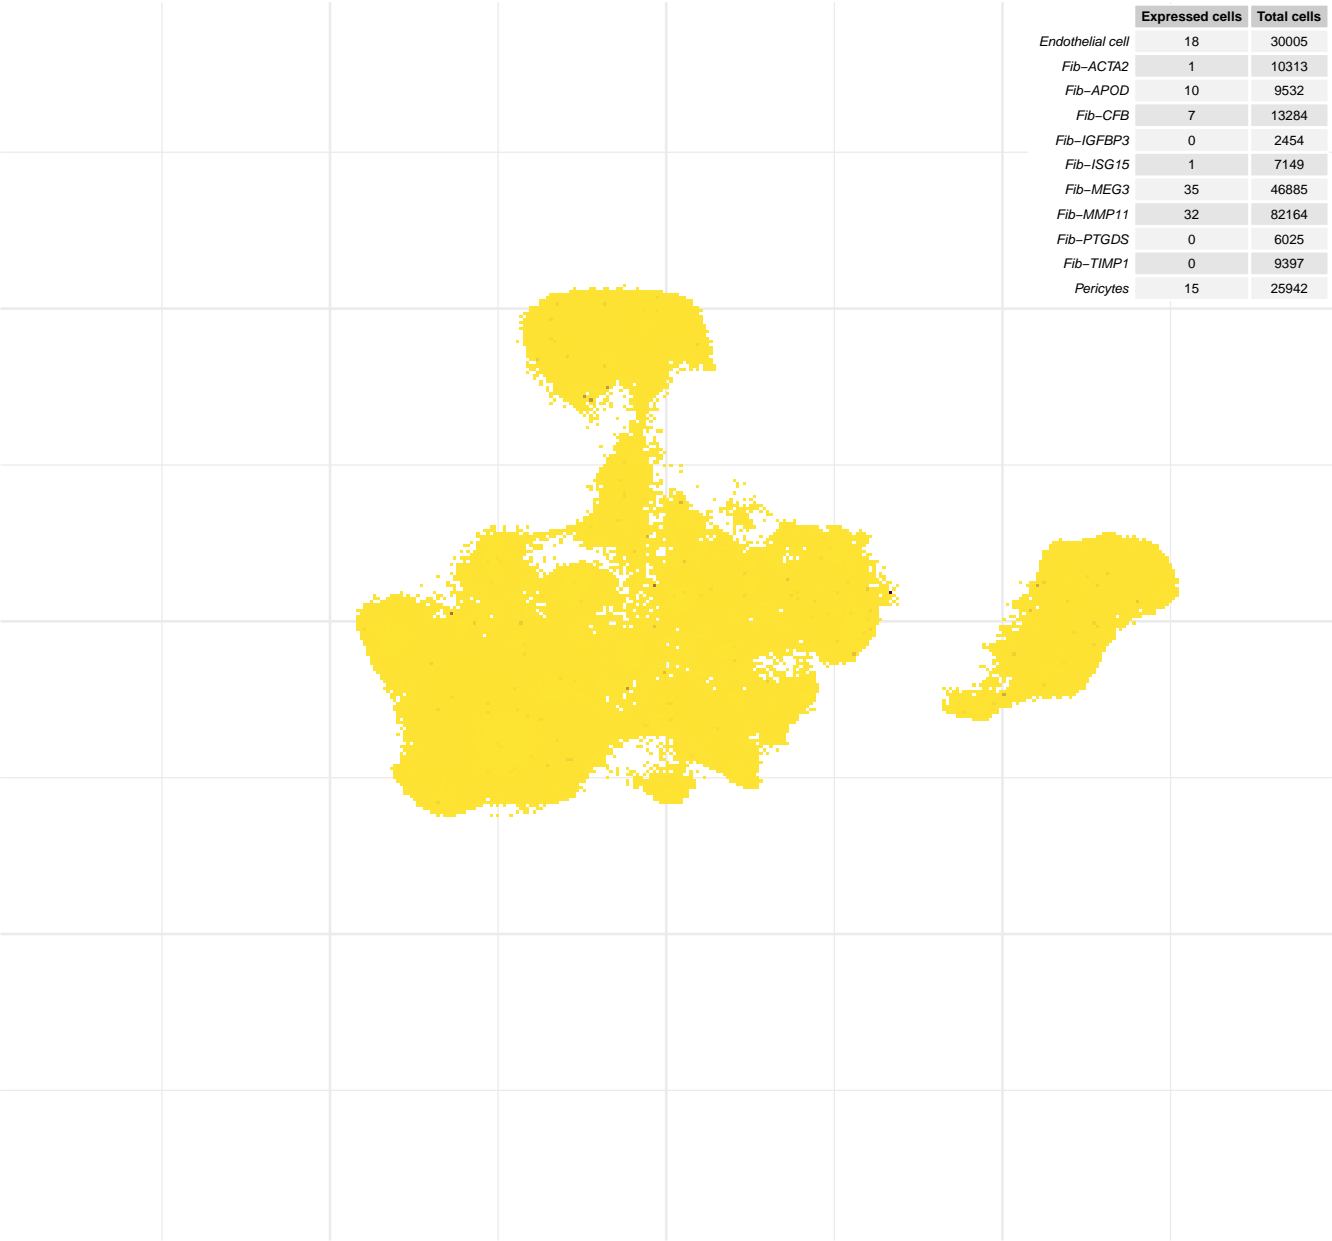 Expressed cells Total cells
Endothelial cell 18 30005
Fib−ACTA2 1 10313
Fib−APOD 10 9532
Fib−CFB 7 13284
Fib−IGFBP3 0 2454
Fib−ISG15 1 7149
Fib−MEG3 35 46885
Fib−MMP11 32 82164
Fib−PTGDS 0 6025
Fib−TIMP1 0 9397
Pericytes 15 25942